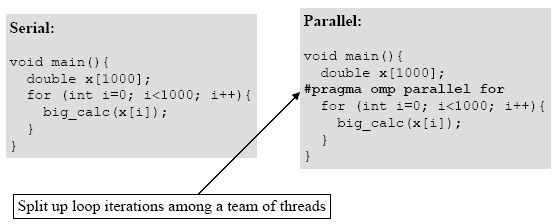 Serial:
void main(){
double x[1000];
for (int i=0; i<1000; i++){
big_calc(x[i]);
}
}
Parallel:
void main(){
double x[1000];
#pragma omp parallel for
for (int i=0; i<1000; i++){
big_calc(x[i]);
}
}
Split up loop iterations among a team of threads